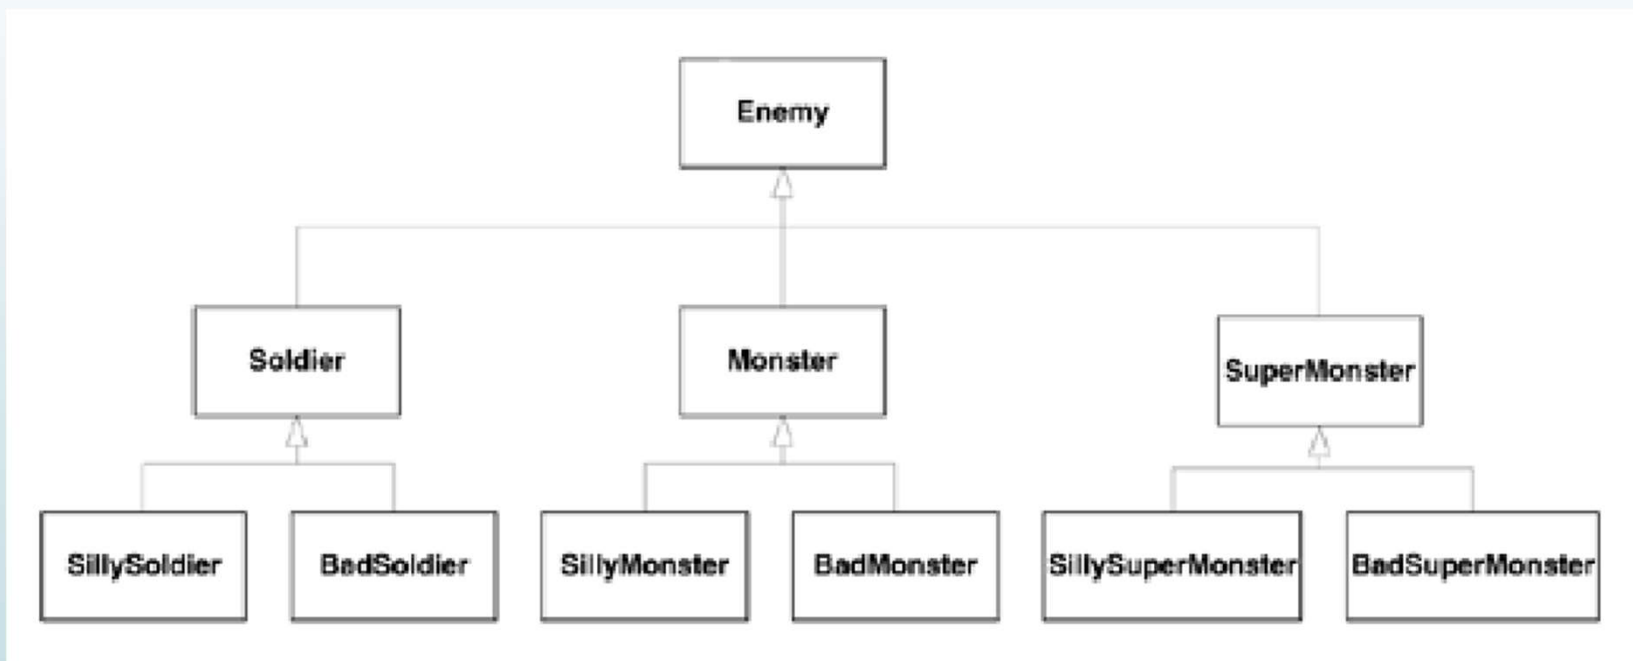 Enemy
Soldier
Monster
SuperMonster
SillySoldier
BadSoldier
SillyMonster
BadMonster
SillySuperMonster
BadSuperMonster